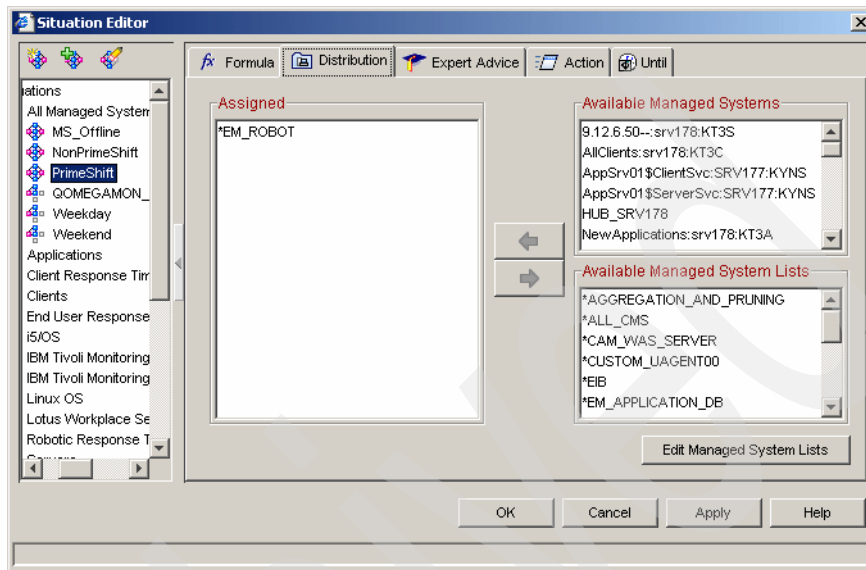 Situation Editor
Formula
Distribution
Expert Advice
Action
Until
iations
All Managed System
MS_Offline
NonPrimeShift
PrimeShift
QOMEGAMON_
Weekday
Weekend
Applications
Client Response Tim
Clients
End User Response
i5/OS
IBM Tivoli Monitoring
IBM Tivoli Monitoring
Linux OS
Lotus Workplace Se
Robotic Response T
Assigned
*EM_ROBOT
Available Managed Systems
9.12.6.50--:srv178:KT3S
AllClients:srv178:KT3C
AppSrv01$ClientSvc:SRV177:KYNS
AppSrv01$ServerSvc:SRV177:KYNS
HUB_SRV178
NewApplications:srv178:KT3A
Available Managed System Lists
*AGGREGATION_AND_PRUNING
*ALL_CMS
*CAM_WAS_SERVER
*CUSTOM_UAGENT00
*EIB
*EM_APPLICATION_DB
Edit Managed System Lists
OK
Cancel
Apply
Help